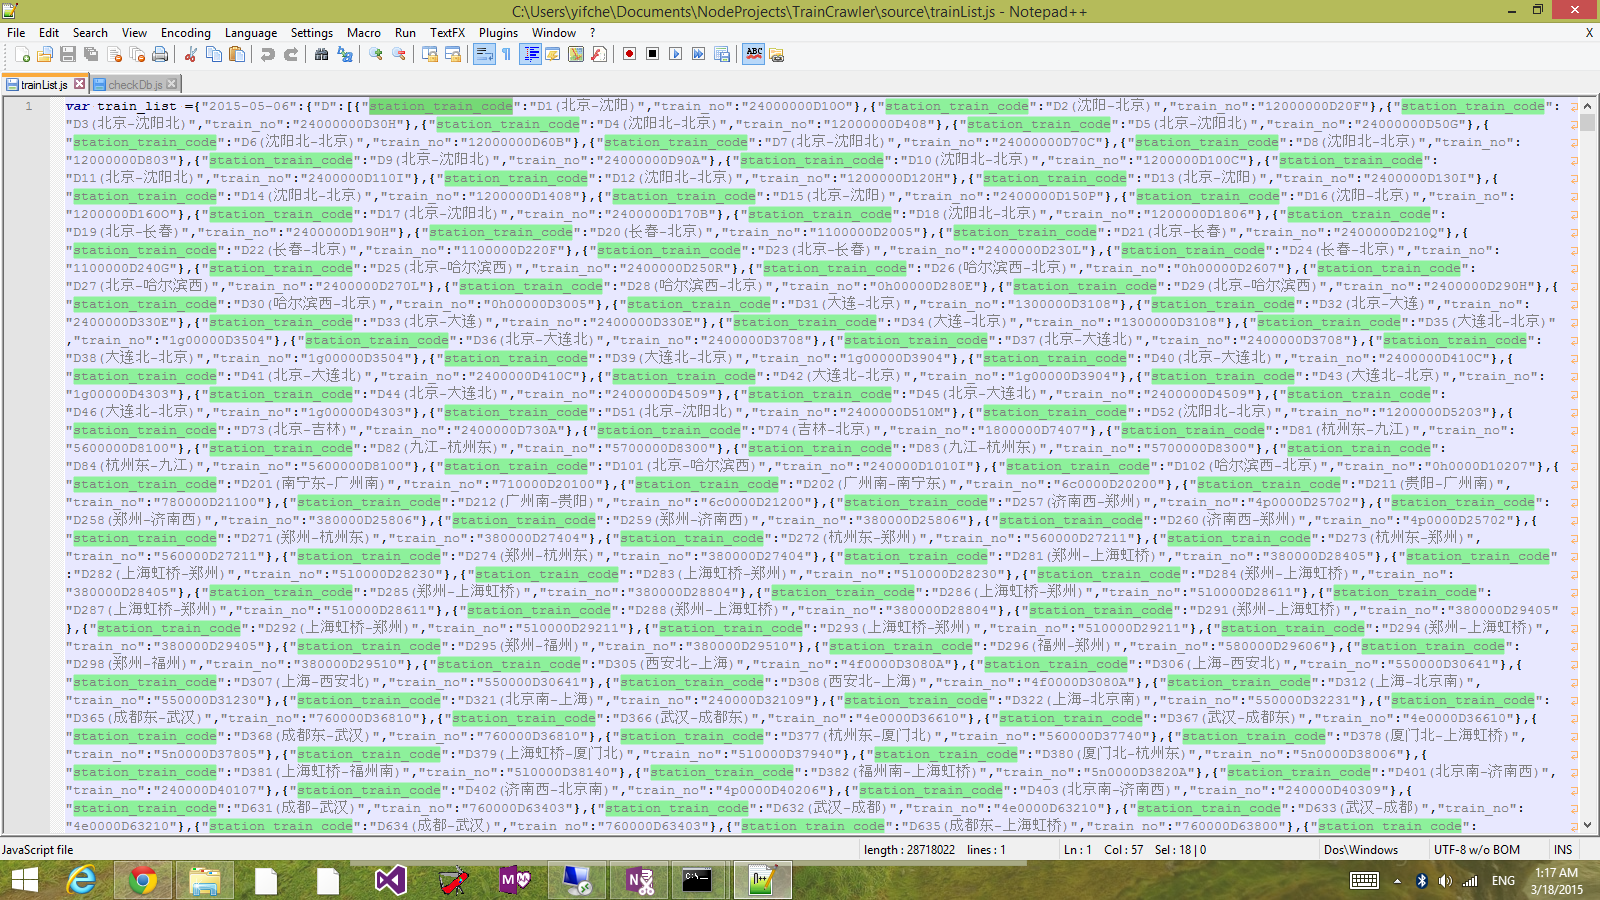 C:\Users\yifche\Documents\NodeProjects\TrainCrawler\source\trainList.js - Notepad++
File Edit Search View Encoding Language Settings Macro Run TextFX Plugins Window ? X
trainList.js checkDb.js
1 var train_list ={"2015-05-06":{"D":[{"station_train_code":"D1(北京-沈阳)","train_no":"24000000D10O"},{"station_train_code":"D2(沈阳-北京)","train_no":"12000000D20F"},{"station_train_code":
"D3(北京-沈阳北)","train_no":"24000000D30H"},{"station_train_code":"D4(沈阳北-北京)","train_no":"12000000D408"},{"station_train_code":"D5(北京-沈阳北)","train_no":"24000000D50G"},{
"station_train_code":"D6(沈阳北-北京)","train_no":"12000000D60B"},{"station_train_code":"D7(北京-沈阳北)","train_no":"24000000D70C"},{"station_train_code":"D8(沈阳北-北京)","train_no":
"12000000D803"},{"station_train_code":"D9(北京-沈阳北)","train_no":"24000000D90A"},{"station_train_code":"D10(沈阳北-北京)","train_no":"1200000D100C"},{"station_train_code":
"D11(北京-沈阳北)","train_no":"2400000D110I"},{"station_train_code":"D12(沈阳北-北京)","train_no":"1200000D120H"},{"station_train_code":"D13(北京-沈阳)","train_no":"2400000D130I"},{
"station_train_code":"D14(沈阳北-北京)","train_no":"1200000D1408"},{"station_train_code":"D15(北京-沈阳)","train_no":"2400000D150P"},{"station_train_code":"D16(沈阳-北京)","train_no":
"1200000D160O"},{"station_train_code":"D17(北京-沈阳北)","train_no":"2400000D170B"},{"station_train_code":"D18(沈阳北-北京)","train_no":"1200000D1806"},{"station_train_code":
"D19(北京-长春)","train_no":"2400000D190H"},{"station_train_code":"D20(长春-北京)","train_no":"1100000D2005"},{"station_train_code":"D21(北京-长春)","train_no":"2400000D210Q"},{
"station_train_code":"D22(长春-北京)","train_no":"1100000D220F"},{"station_train_code":"D23(北京-长春)","train_no":"2400000D230L"},{"station_train_code":"D24(长春-北京)","train_no":
"1100000D240G"},{"station_train_code":"D25(北京-哈尔滨西)","train_no":"2400000D250R"},{"station_train_code":"D26(哈尔滨西-北京)","train_no":"0h00000D2607"},{"station_train_code":
"D27(北京-哈尔滨西)","train_no":"2400000D270L"},{"station_train_code":"D28(哈尔滨西-北京)","train_no":"0h00000D280E"},{"station_train_code":"D29(北京-哈尔滨西)","train_no":"2400000D290H"},{
"station_train_code":"D30(哈尔滨西-北京)","train_no":"0h00000D3005"},{"station_train_code":"D31(大连-北京)","train_no":"1300000D3108"},{"station_train_code":"D32(北京-大连)","train_no":
"2400000D330E"},{"station_train_code":"D33(北京-大连)","train_no":"2400000D330E"},{"station_train_code":"D34(大连-北京)","train_no":"1300000D3108"},{"station_train_code":"D35(大连北-北京)"
,"train_no":"1g00000D3504"},{"station_train_code":"D36(北京-大连北)","train_no":"2400000D3708"},{"station_train_code":"D37(北京-大连北)","train_no":"2400000D3708"},{"station_train_code":
"D38(大连北-北京)","train_no":"1g00000D3504"},{"station_train_code":"D39(大连北-北京)","train_no":"1g00000D3904"},{"station_train_code":"D40(北京-大连北)","train_no":"2400000D410C"},{
"station_train_code":"D41(北京-大连北)","train_no":"2400000D410C"},{"station_train_code":"D42(大连北-北京)","train_no":"1g00000D3904"},{"station_train_code":"D43(大连北-北京)","train_no":
"1g00000D4303"},{"station_train_code":"D44(北京-大连北)","train_no":"2400000D4509"},{"station_train_code":"D45(北京-大连北)","train_no":"2400000D4509"},{"station_train_code":
"D46(大连北-北京)","train_no":"1g00000D4303"},{"station_train_code":"D51(北京-沈阳北)","train_no":"2400000D510M"},{"station_train_code":"D52(沈阳北-北京)","train_no":"1200000D5203"},{
"station_train_code":"D73(北京-吉林)","train_no":"2400000D730A"},{"station_train_code":"D74(吉林-北京)","train_no":"1800000D7407"},{"station_train_code":"D81(杭州东-九江)","train_no":
"5600000D8100"},{"station_train_code":"D82(九江-杭州东)","train_no":"5700000D8300"},{"station_train_code":"D83(九江-杭州东)","train_no":"5700000D8300"},{"station_train_code":
"D84(杭州东-九江)","train_no":"5600000D8100"},{"station_train_code":"D101(北京-哈尔滨西)","train_no":"240000D1010I"},{"station_train_code":"D102(哈尔滨西-北京)","train_no":"0h0000D10207"},{
"station_train_code":"D201(南宁东-广州南)","train_no":"710000D20100"},{"station_train_code":"D202(广州南-南宁东)","train_no":"6c0000D20200"},{"station_train_code":"D211(贵阳-广州南)",
"train_no":"780000D21100"},{"station_train_code":"D212(广州南-贵阳)","train_no":"6c0000D21200"},{"station_train_code":"D257(济南西-郑州)","train_no":"4p0000D25702"},{"station_train_code":
"D258(郑州-济南西)","train_no":"380000D25806"},{"station_train_code":"D259(郑州-济南西)","train_no":"380000D25806"},{"station_train_code":"D260(济南西-郑州)","train_no":"4p0000D25702"},{
"station_train_code":"D271(郑州-杭州东)","train_no":"380000D27404"},{"station_train_code":"D272(杭州东-郑州)","train_no":"560000D27211"},{"station_train_code":"D273(杭州东-郑州)",
"train_no":"560000D27211"},{"station_train_code":"D274(郑州-杭州东)","train_no":"380000D27404"},{"station_train_code":"D281(郑州-上海虹桥)","train_no":"380000D28405"},{"station_train_code"
:"D282(上海虹桥-郑州)","train_no":"5l0000D28230"},{"station_train_code":"D283(上海虹桥-郑州)","train_no":"5l0000D28230"},{"station_train_code":"D284(郑州-上海虹桥)","train_no":
"380000D28405"},{"station_train_code":"D285(郑州-上海虹桥)","train_no":"380000D28804"},{"station_train_code":"D286(上海虹桥-郑州)","train_no":"5l0000D28611"},{"station_train_code":
"D287(上海虹桥-郑州)","train_no":"5l0000D28611"},{"station_train_code":"D288(郑州-上海虹桥)","train_no":"380000D28804"},{"station_train_code":"D291(郑州-上海虹桥)","train_no":"380000D29405"
},{"station_train_code":"D292(上海虹桥-郑州)","train_no":"5l0000D29211"},{"station_train_code":"D293(上海虹桥-郑州)","train_no":"5l0000D29211"},{"station_train_code":"D294(郑州-上海虹桥)",
"train_no":"380000D29405"},{"station_train_code":"D295(郑州-福州)","train_no":"380000D29510"},{"station_train_code":"D296(福州-郑州)","train_no":"580000D29606"},{"station_train_code":
"D298(郑州-福州)","train_no":"380000D29510"},{"station_train_code":"D305(西安北-上海)","train_no":"4f0000D3080A"},{"station_train_code":"D306(上海-西安北)","train_no":"550000D30641"},{
"station_train_code":"D307(上海-西安北)","train_no":"550000D30641"},{"station_train_code":"D308(西安北-上海)","train_no":"4f0000D3080A"},{"station_train_code":"D312(上海-北京南)",
"train_no":"550000D31230"},{"station_train_code":"D321(北京南-上海)","train_no":"240000D32109"},{"station_train_code":"D322(上海-北京南)","train_no":"550000D32231"},{"station_train_code":
"D365(成都东-武汉)","train_no":"760000D36810"},{"station_train_code":"D366(武汉-成都东)","train_no":"4e0000D36610"},{"station_train_code":"D367(武汉-成都东)","train_no":"4e0000D36610"},{
"station_train_code":"D368(成都东-武汉)","train_no":"760000D36810"},{"station_train_code":"D377(杭州东-厦门北)","train_no":"560000D37740"},{"station_train_code":"D378(厦门北-上海虹桥)",
"train_no":"5n0000D37805"},{"station_train_code":"D379(上海虹桥-厦门北)","train_no":"5l0000D37940"},{"station_train_code":"D380(厦门北-杭州东)","train_no":"5n0000D38006"},{
"station_train_code":"D381(上海虹桥-福州南)","train_no":"5l0000D38140"},{"station_train_code":"D382(福州南-上海虹桥)","train_no":"5n0000D3820A"},{"station_train_code":"D401(北京南-济南西)",
"train_no":"240000D40107"},{"station_train_code":"D402(济南西-北京南)","train_no":"4p0000D40206"},{"station_train_code":"D403(北京南-济南西)","train_no":"240000D40309"},{
"station_train_code":"D631(成都-武汉)","train_no":"760000D63403"},{"station_train_code":"D632(武汉-成都)","train_no":"4e0000D63210"},{"station_train_code":"D633(武汉-成都)","train_no":
"4e0000D63210"},{"station_train_code":"D634(成都-武汉)","train_no":"760000D63403"},{"station_train_code":"D635(成都东-上海虹桥)","train_no":"760000D63800"},{"station_train_code":
JavaScript file length : 28718022 lines : 1 Ln : 1 Col : 57 Sel : 18 | 0 Dos\Windows UTF-8 w/o BOM INS
ENG 1:17 AM
3/18/2015